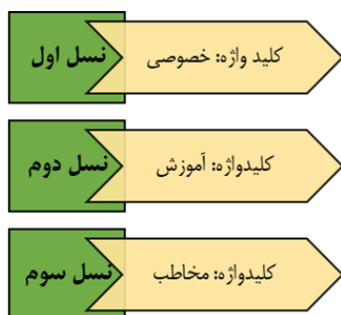 نسل اول
کلید واژه: خصوصی
نسل دوم
کلیدواژه: آموزش
نسل سوم
کلیدواژه: مخاطب